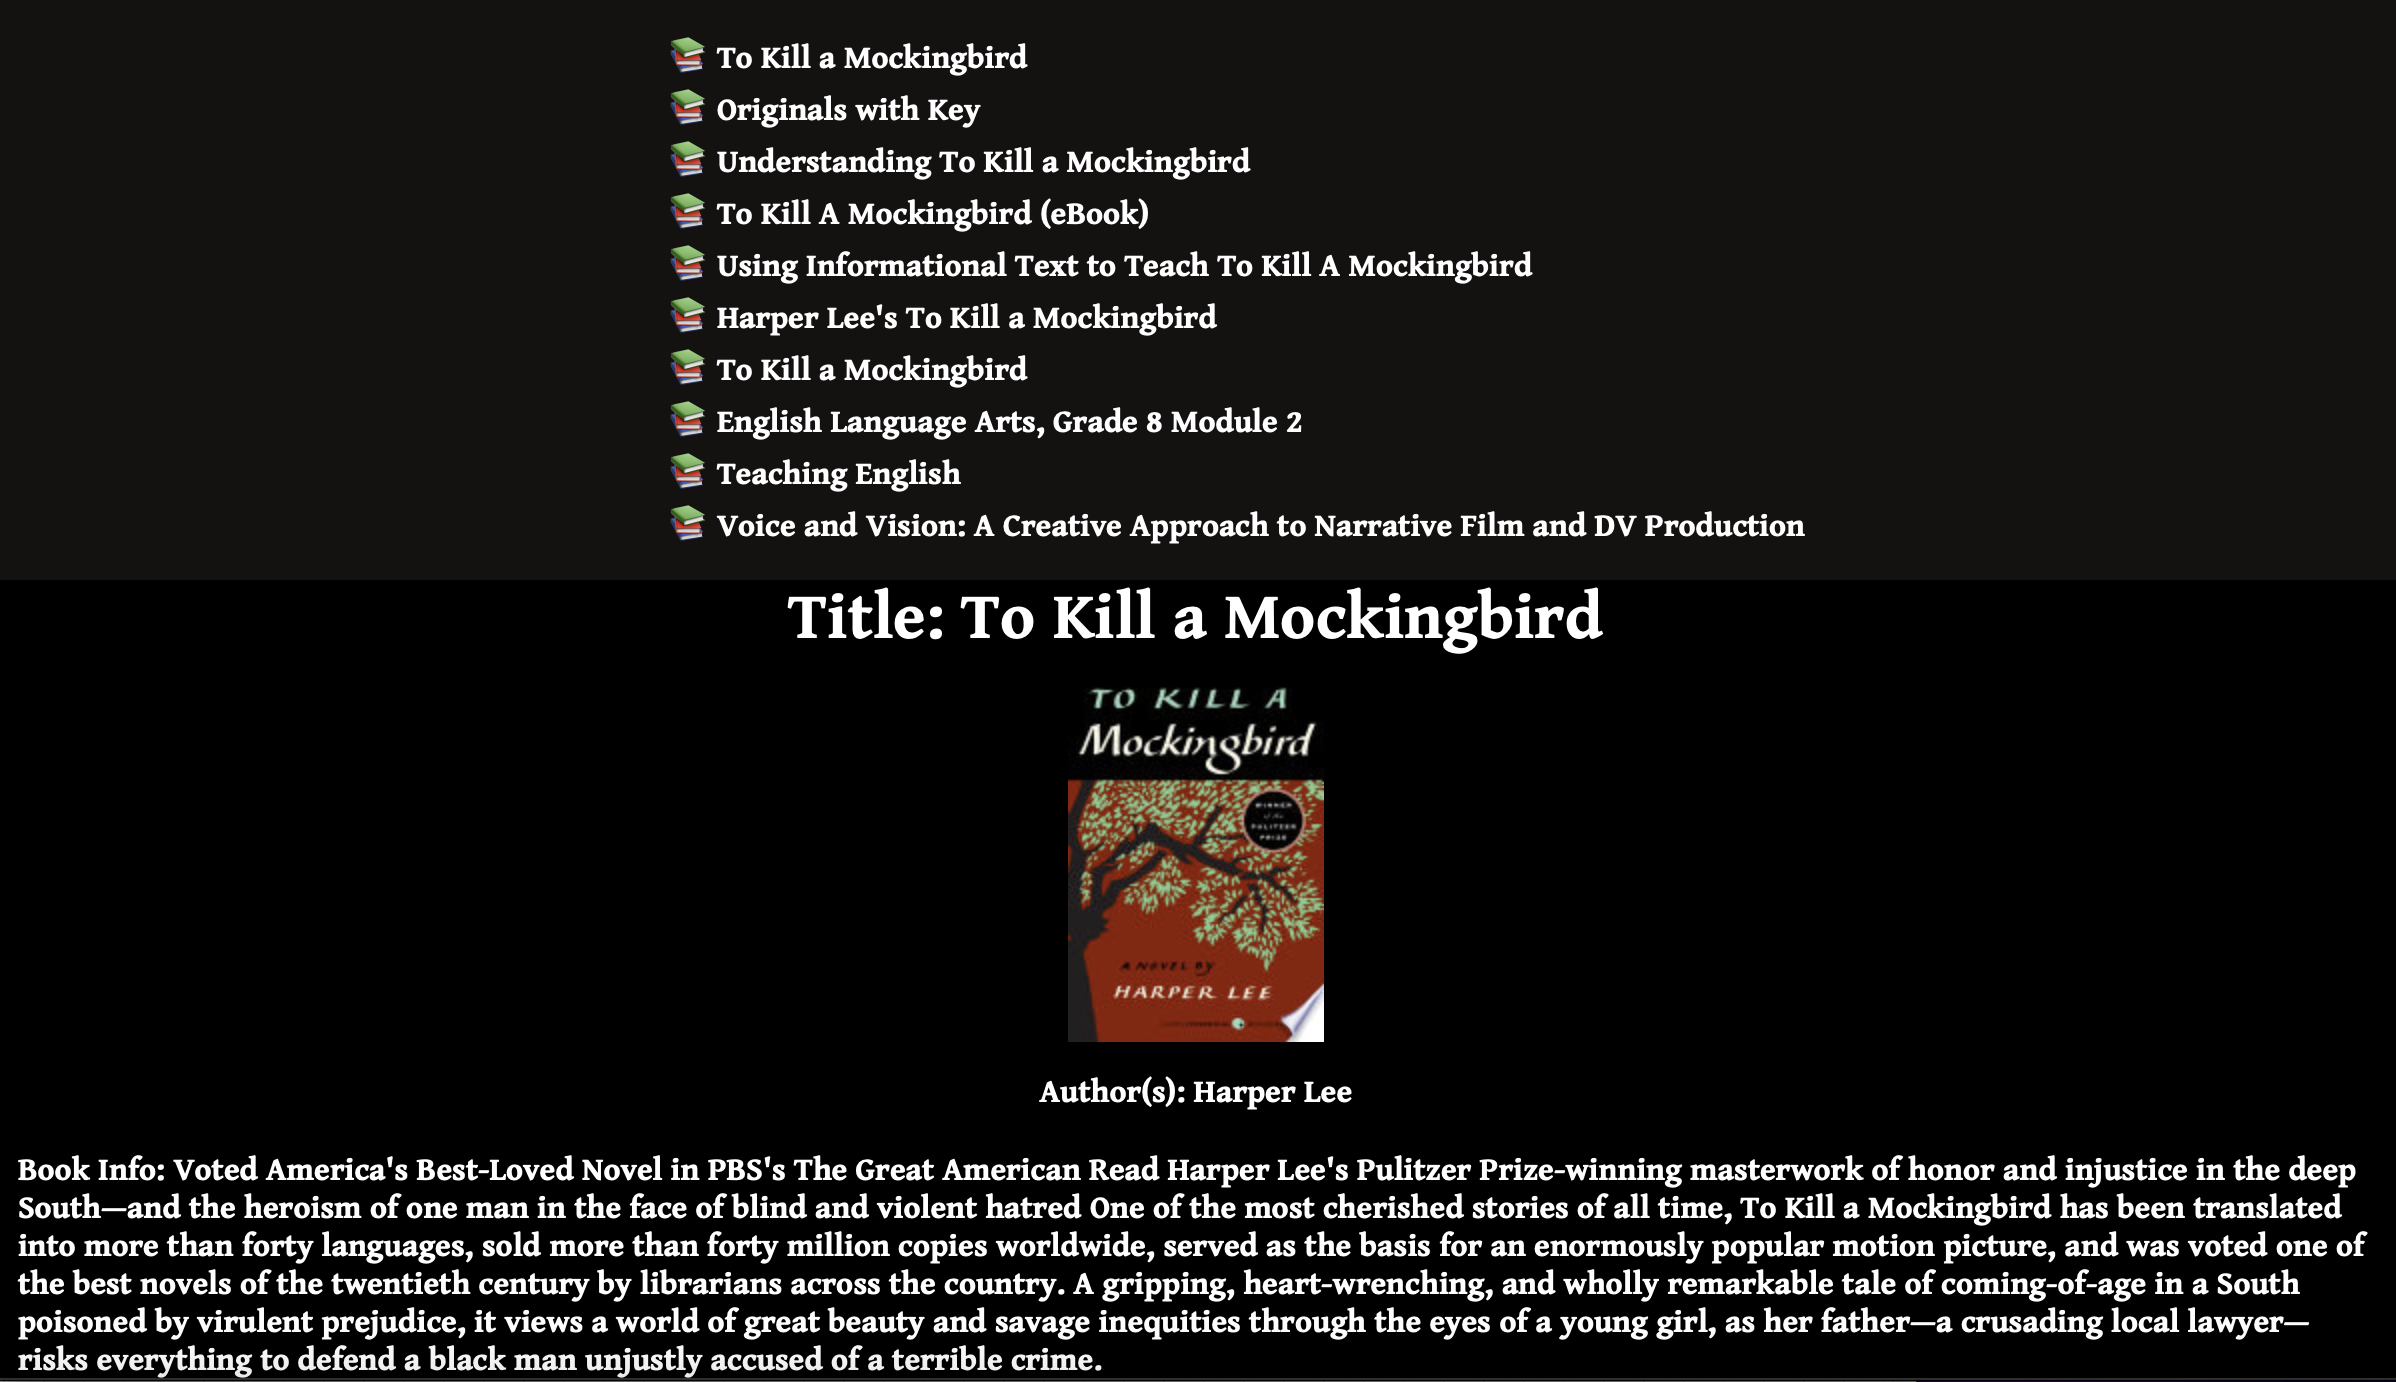 To Kill a Mockingbird
Originals with Key
Understanding To Kill a Mockingbird
To Kill A Mockingbird (eBook)
Using Informational Text to Teach To Kill A Mockingbird
Harper Lee's To Kill a Mockingbird
To Kill a Mockingbird
English Language Arts, Grade 8 Module 2
Teaching English
Voice and Vision: A Creative Approach to Narrative Film and DV Production
Title: To Kill a Mockingbird
TO KILL A
Mockingbird
WINNER
of the
PULITZER
PRIZE
A NOVEL BY
HARPER LEE
Author(s): Harper Lee
Book Info: Voted America's Best-Loved Novel in PBS's The Great American Read Harper Lee's Pulitzer Prize-winning masterwork of honor and injustice in the deep
South—and the heroism of one man in the face of blind and violent hatred One of the most cherished stories of all time, To Kill a Mockingbird has been translated
into more than forty languages, sold more than forty million copies worldwide, served as the basis for an enormously popular motion picture, and was voted one of
the best novels of the twentieth century by librarians across the country. A gripping, heart-wrenching, and wholly remarkable tale of coming-of-age in a South
poisoned by virulent prejudice, it views a world of great beauty and savage inequities through the eyes of a young girl, as her father—a crusading local lawyer—
risks everything to defend a black man unjustly accused of a terrible crime.